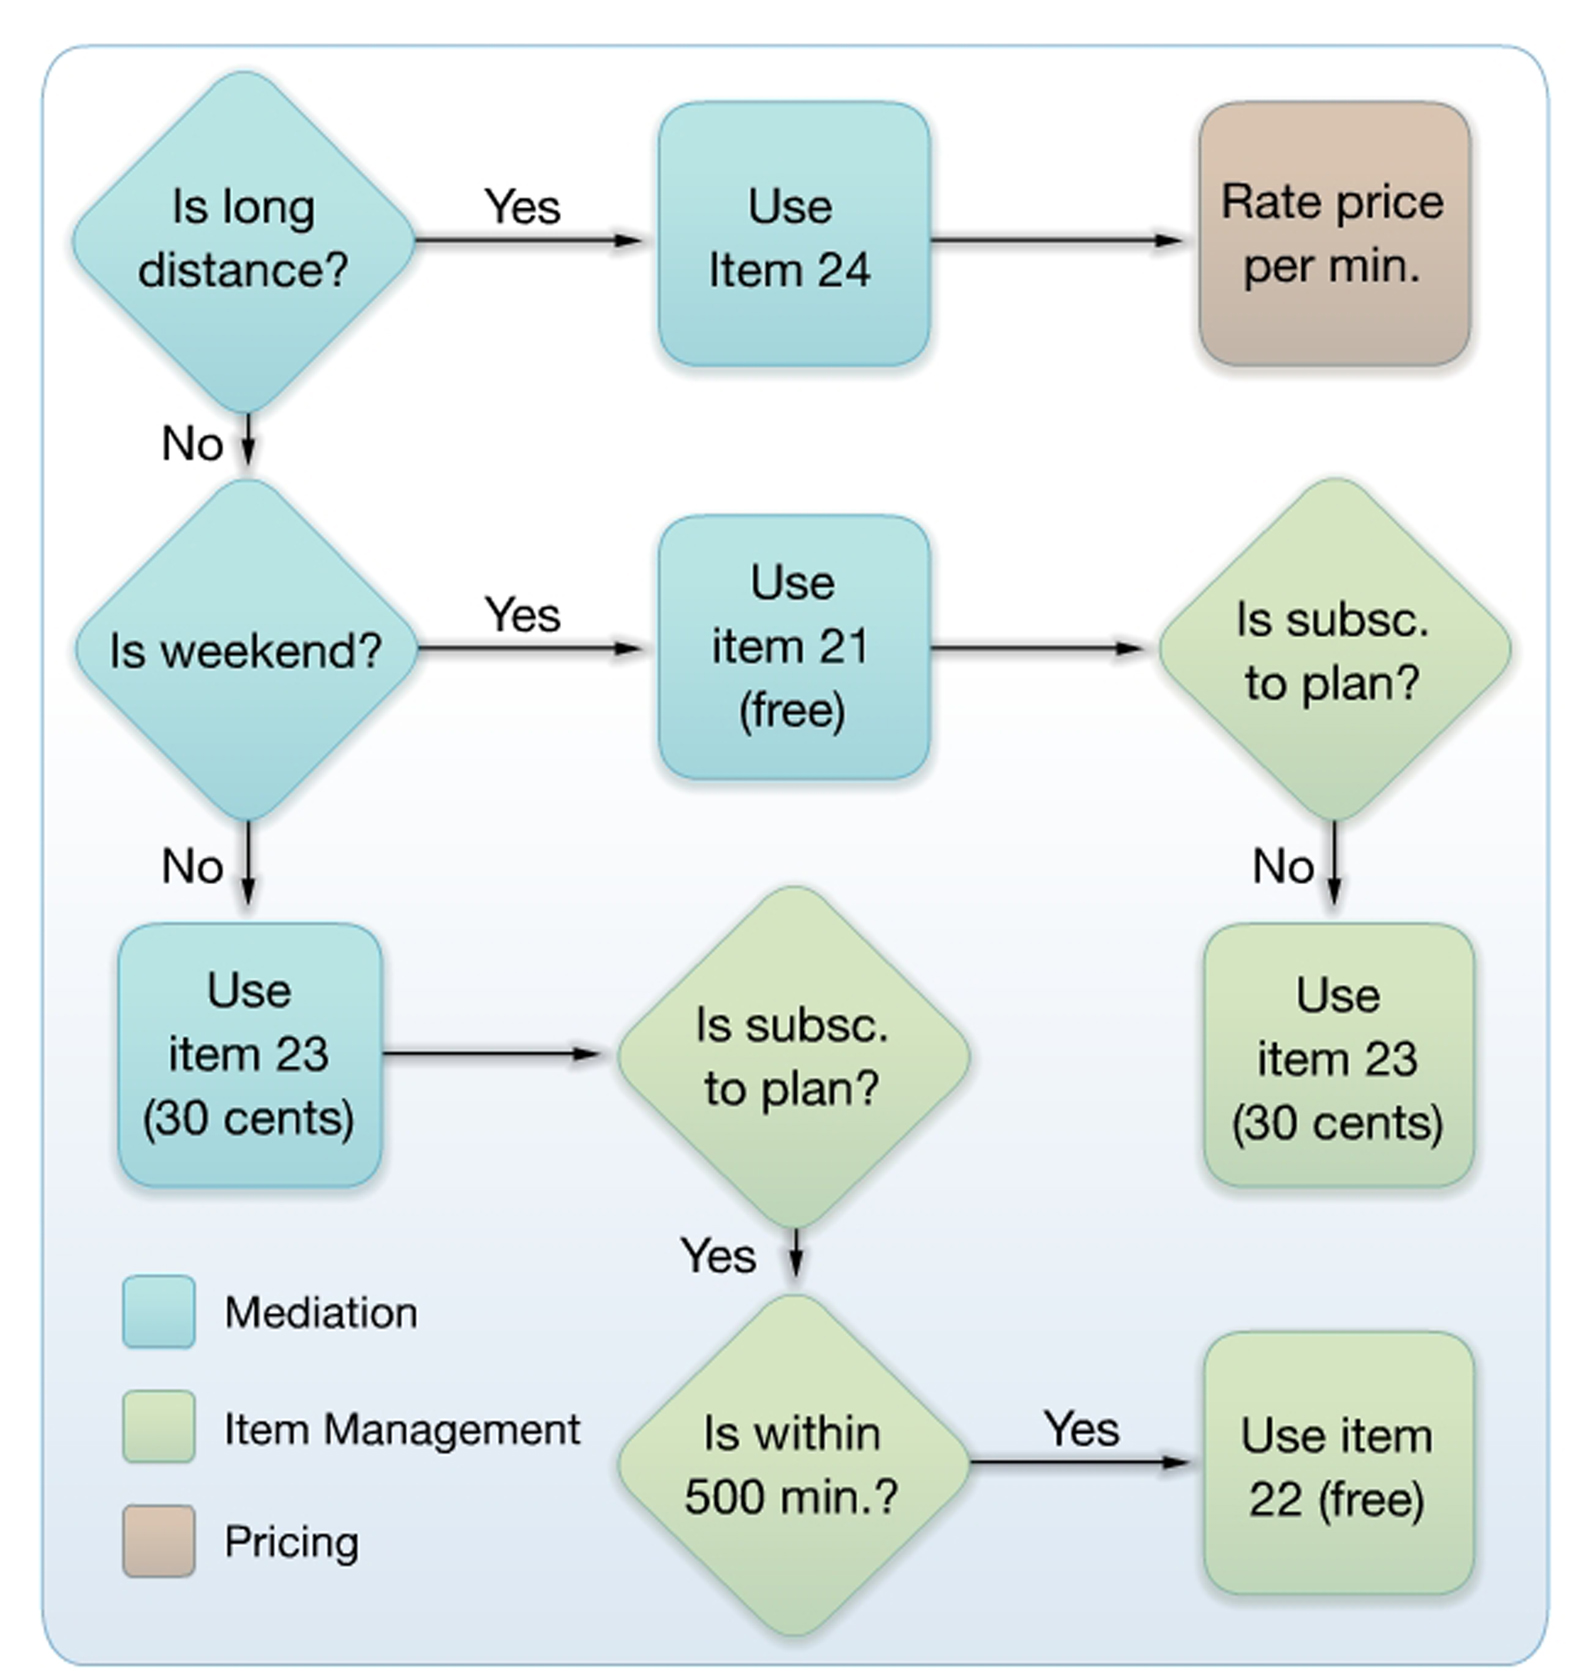 Is long
distance?
Yes
Use
Item 24
Rate price
per min.
No
Is weekend?
Yes
Use
item 21
(free)
Is subsc.
to plan?
No
No
Use
item 23
(30 cents)
Is subsc.
to plan?
Use
item 23
(30 cents)
Yes
Is within
500 min.?
Yes
Use item
22 (free)
Mediation
Item Management
Pricing